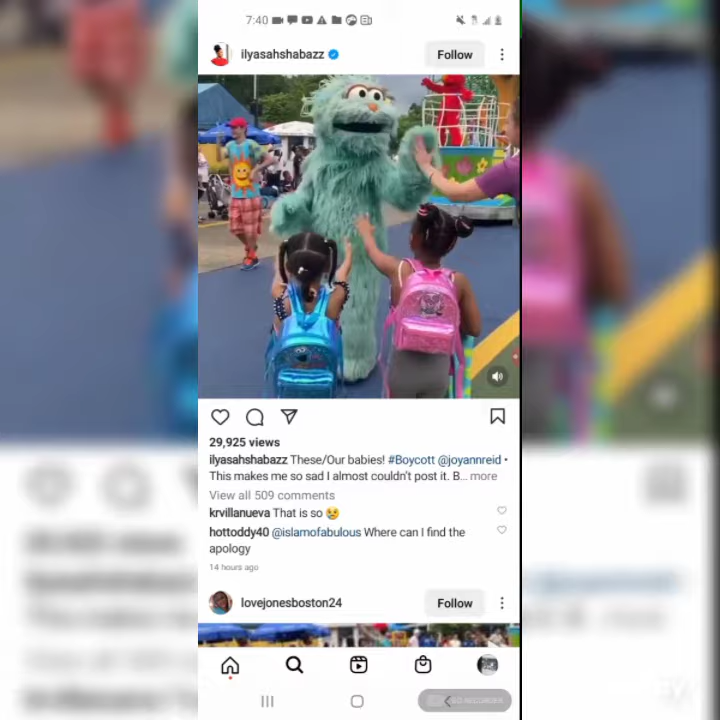 7:40
ilyasahshabazz
Follow
29,925 views
ilyasahshabazz These/Our babies! #Boycott @joyannreid •
This makes me so sad I almost couldn't post it. B... more
View all 509 comments
krvillanueva That is so 😢
hottoddy40 @islamofabulous Where can I find the
apology
14 hours ago
lovejonesboston24
Follow